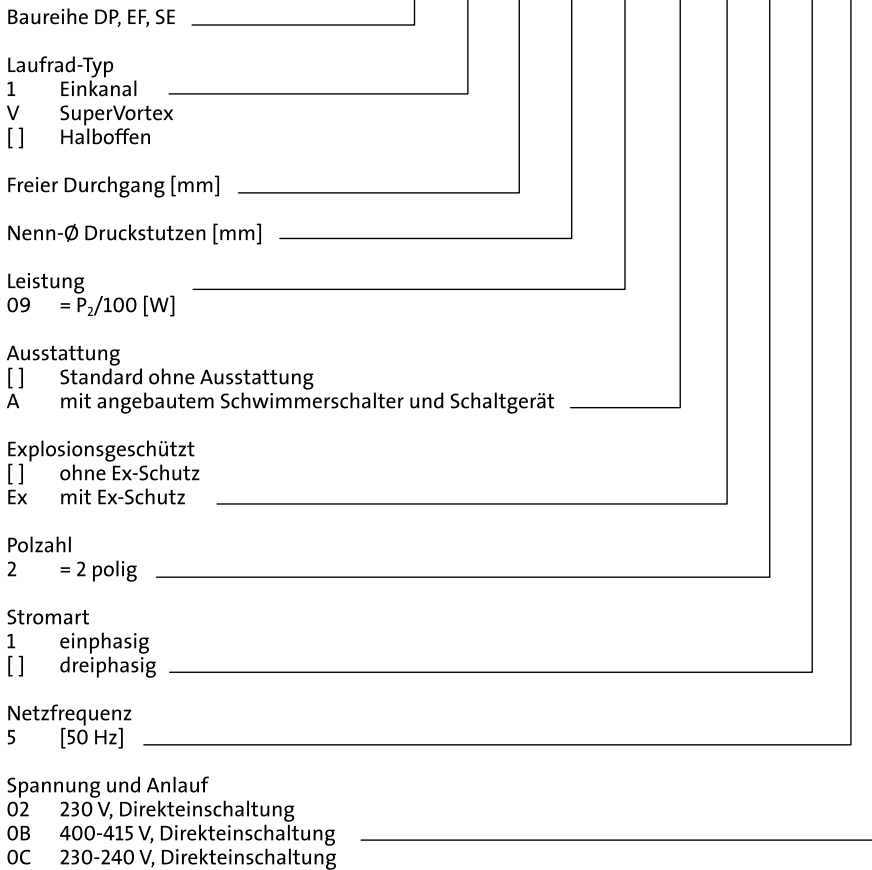 Baureihe DP, EF, SE
Laufrad-Typ
1 Einkanal
V SuperVortex
[ ] Halboffen
Freier Durchgang [mm]
Nenn-Ø Druckstutzen [mm]
Leistung
09 = P₂/100 [W]
Ausstattung
[ ] Standard ohne Ausstattung
A mit angebautem Schwimmerschalter und Schaltgerät
Explosionsgeschützt
[ ] ohne Ex-Schutz
Ex mit Ex-Schutz
Polzahl
2 = 2 polig
Stromart
1 einphasig
[ ] dreiphasig
Netzfrequenz
5 [50 Hz]
Spannung und Anlauf
02 230 V, Direkteinschaltung
0B 400-415 V, Direkteinschaltung
0C 230-240 V, Direkteinschaltung